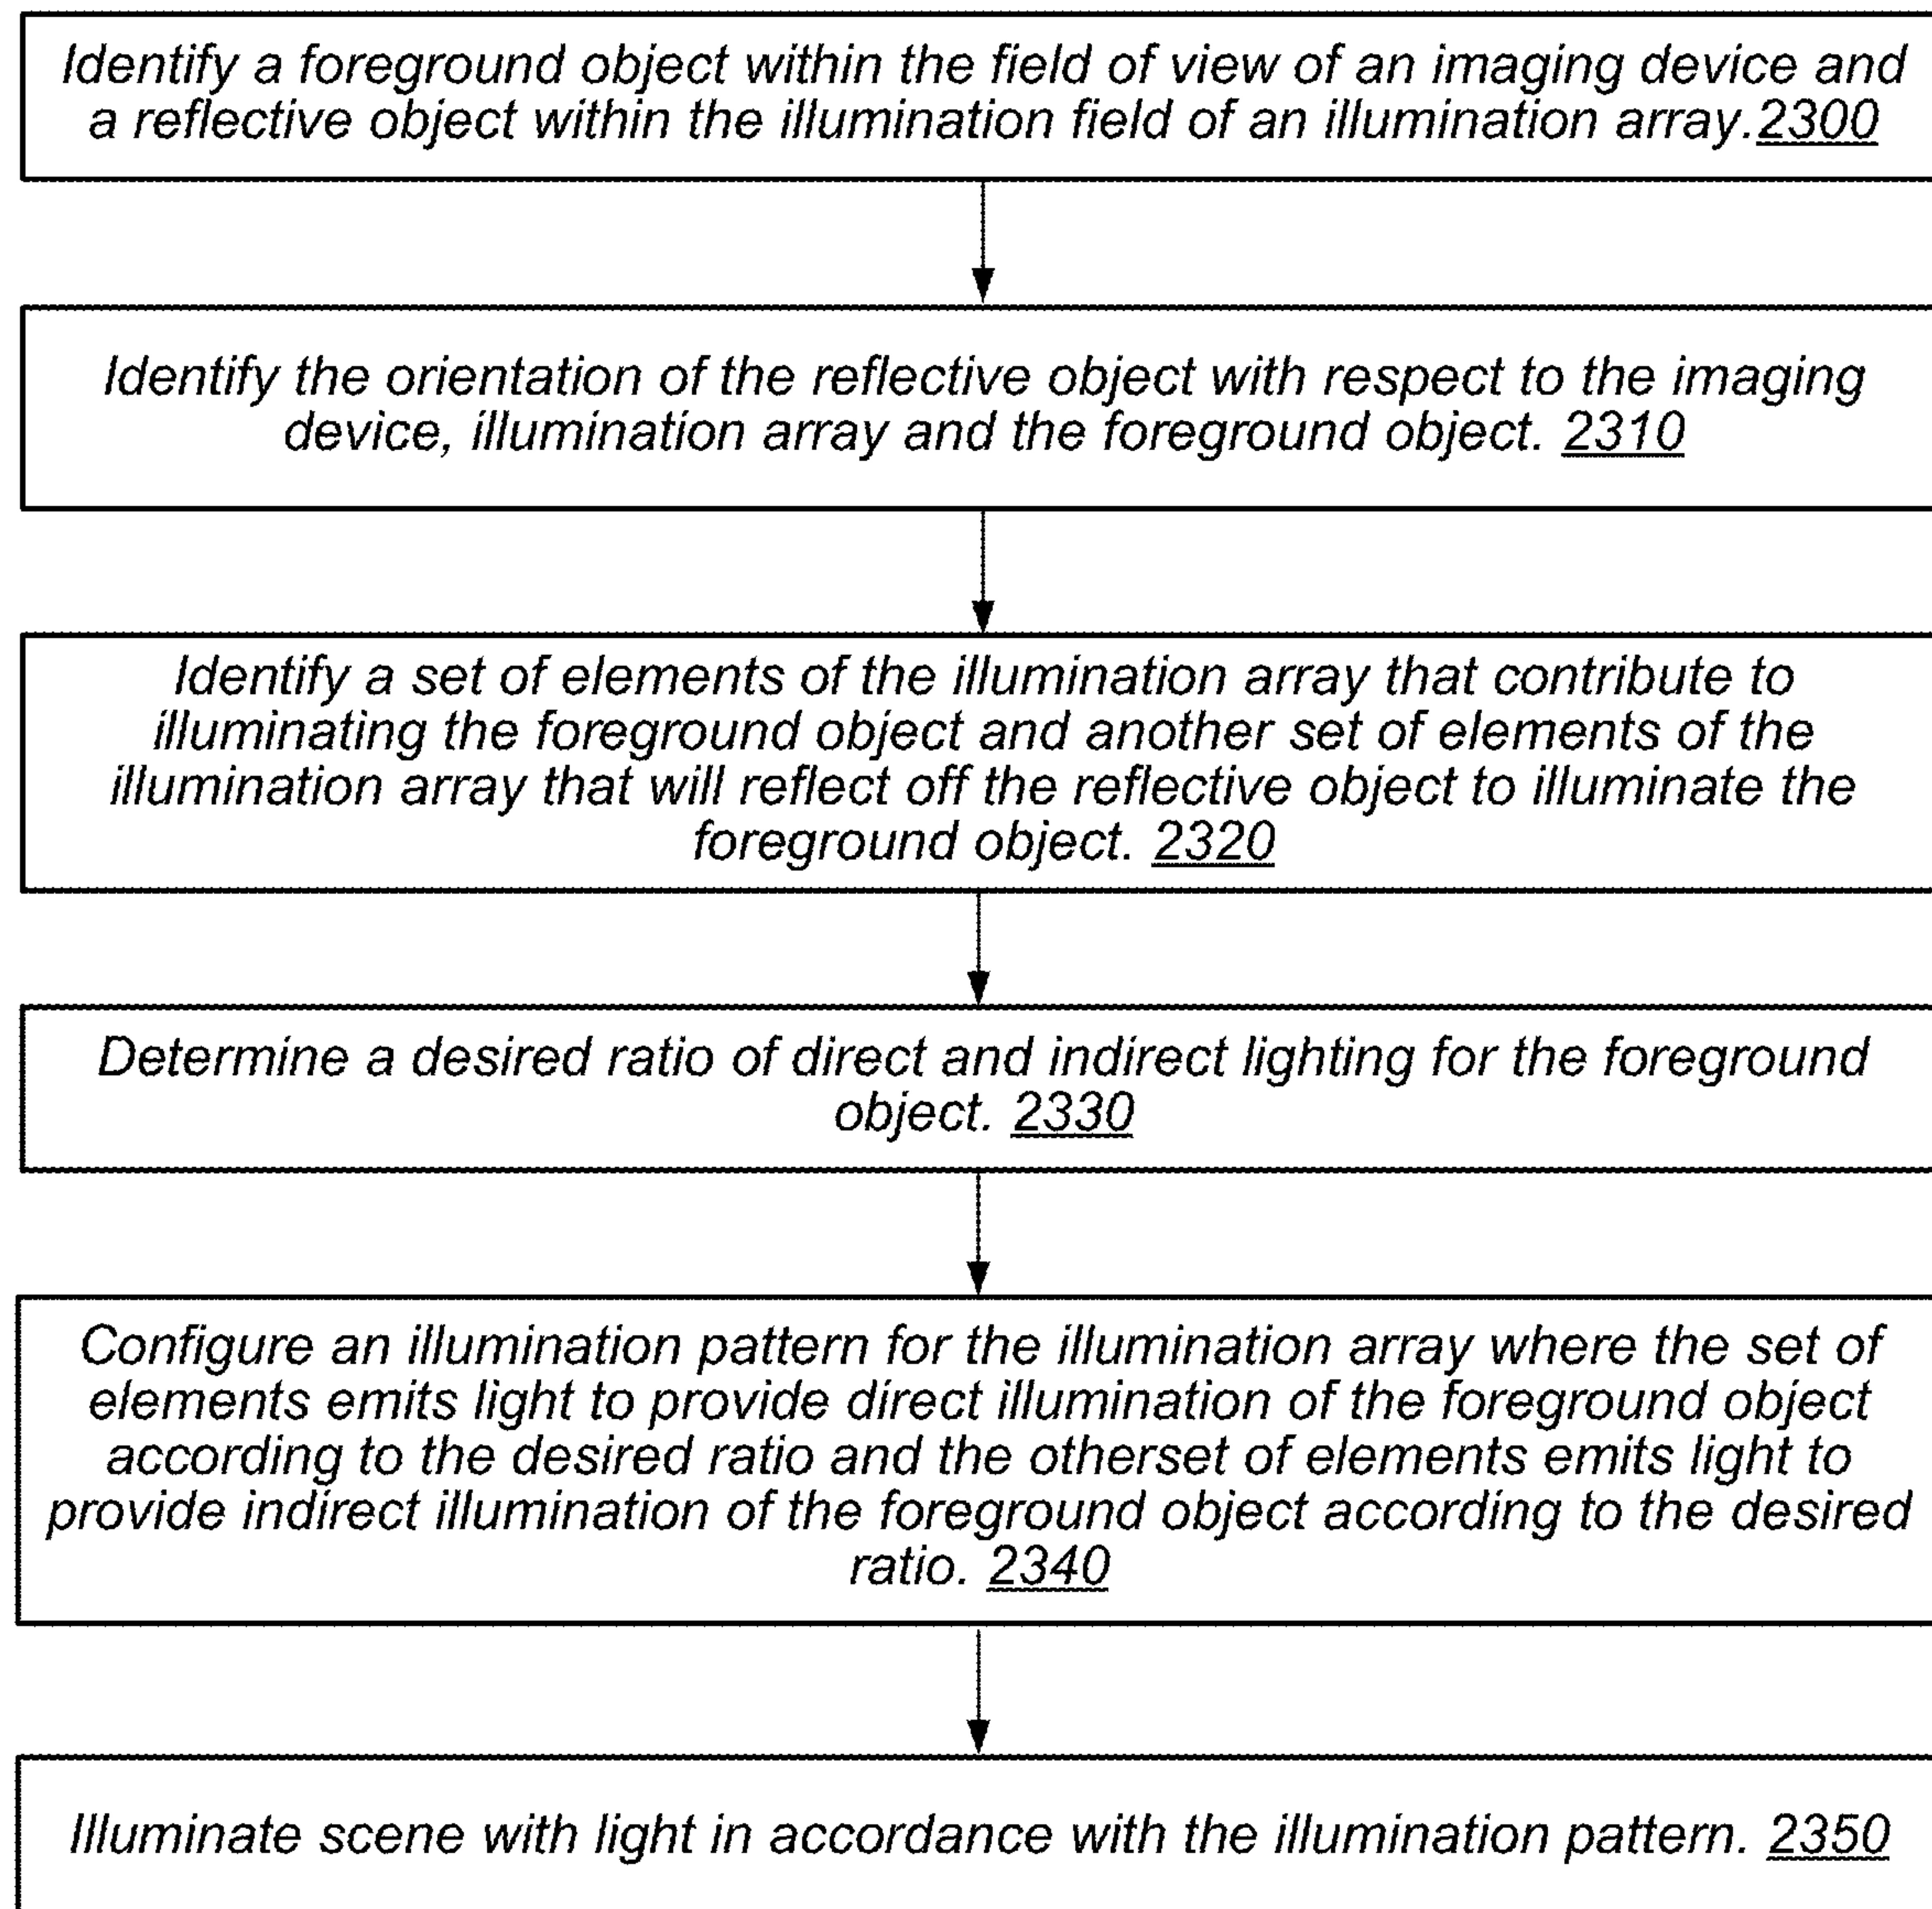 Identify a foreground object within the field of view of an imaging device and
a reflective object within the illumination field of an illumination array.2300
Identify the orientation of the reflective object with respect to the imaging
device, illumination array and the foreground object. 2310
Identify a set of elements of the illumination array that contribute to
illuminating the foreground object and another set of elements of the
illumination array that will reflect off the reflective object to illuminate the
foreground object. 2320
Determine a desired ratio of direct and indirect lighting for the foreground
object. 2330
Configure an illumination pattern for the illumination array where the set of
elements emits light to provide direct illumination of the foreground object
according to the desired ratio and the otherset of elements emits light to
provide indirect illumination of the foreground object according to the desired
ratio. 2340
Illuminate scene with light in accordance with the illumination pattern. 2350